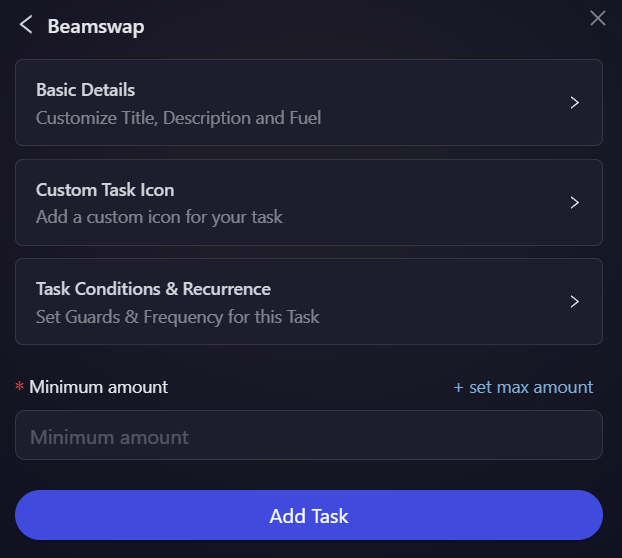 Beamswap
Basic Details
Customize Title, Description and Fuel
Custom Task Icon
Add a custom icon for your task
Task Conditions & Recurrence
Set Guards & Frequency for this Task
* Minimum amount
+ set max amount
Minimum amount
Add Task